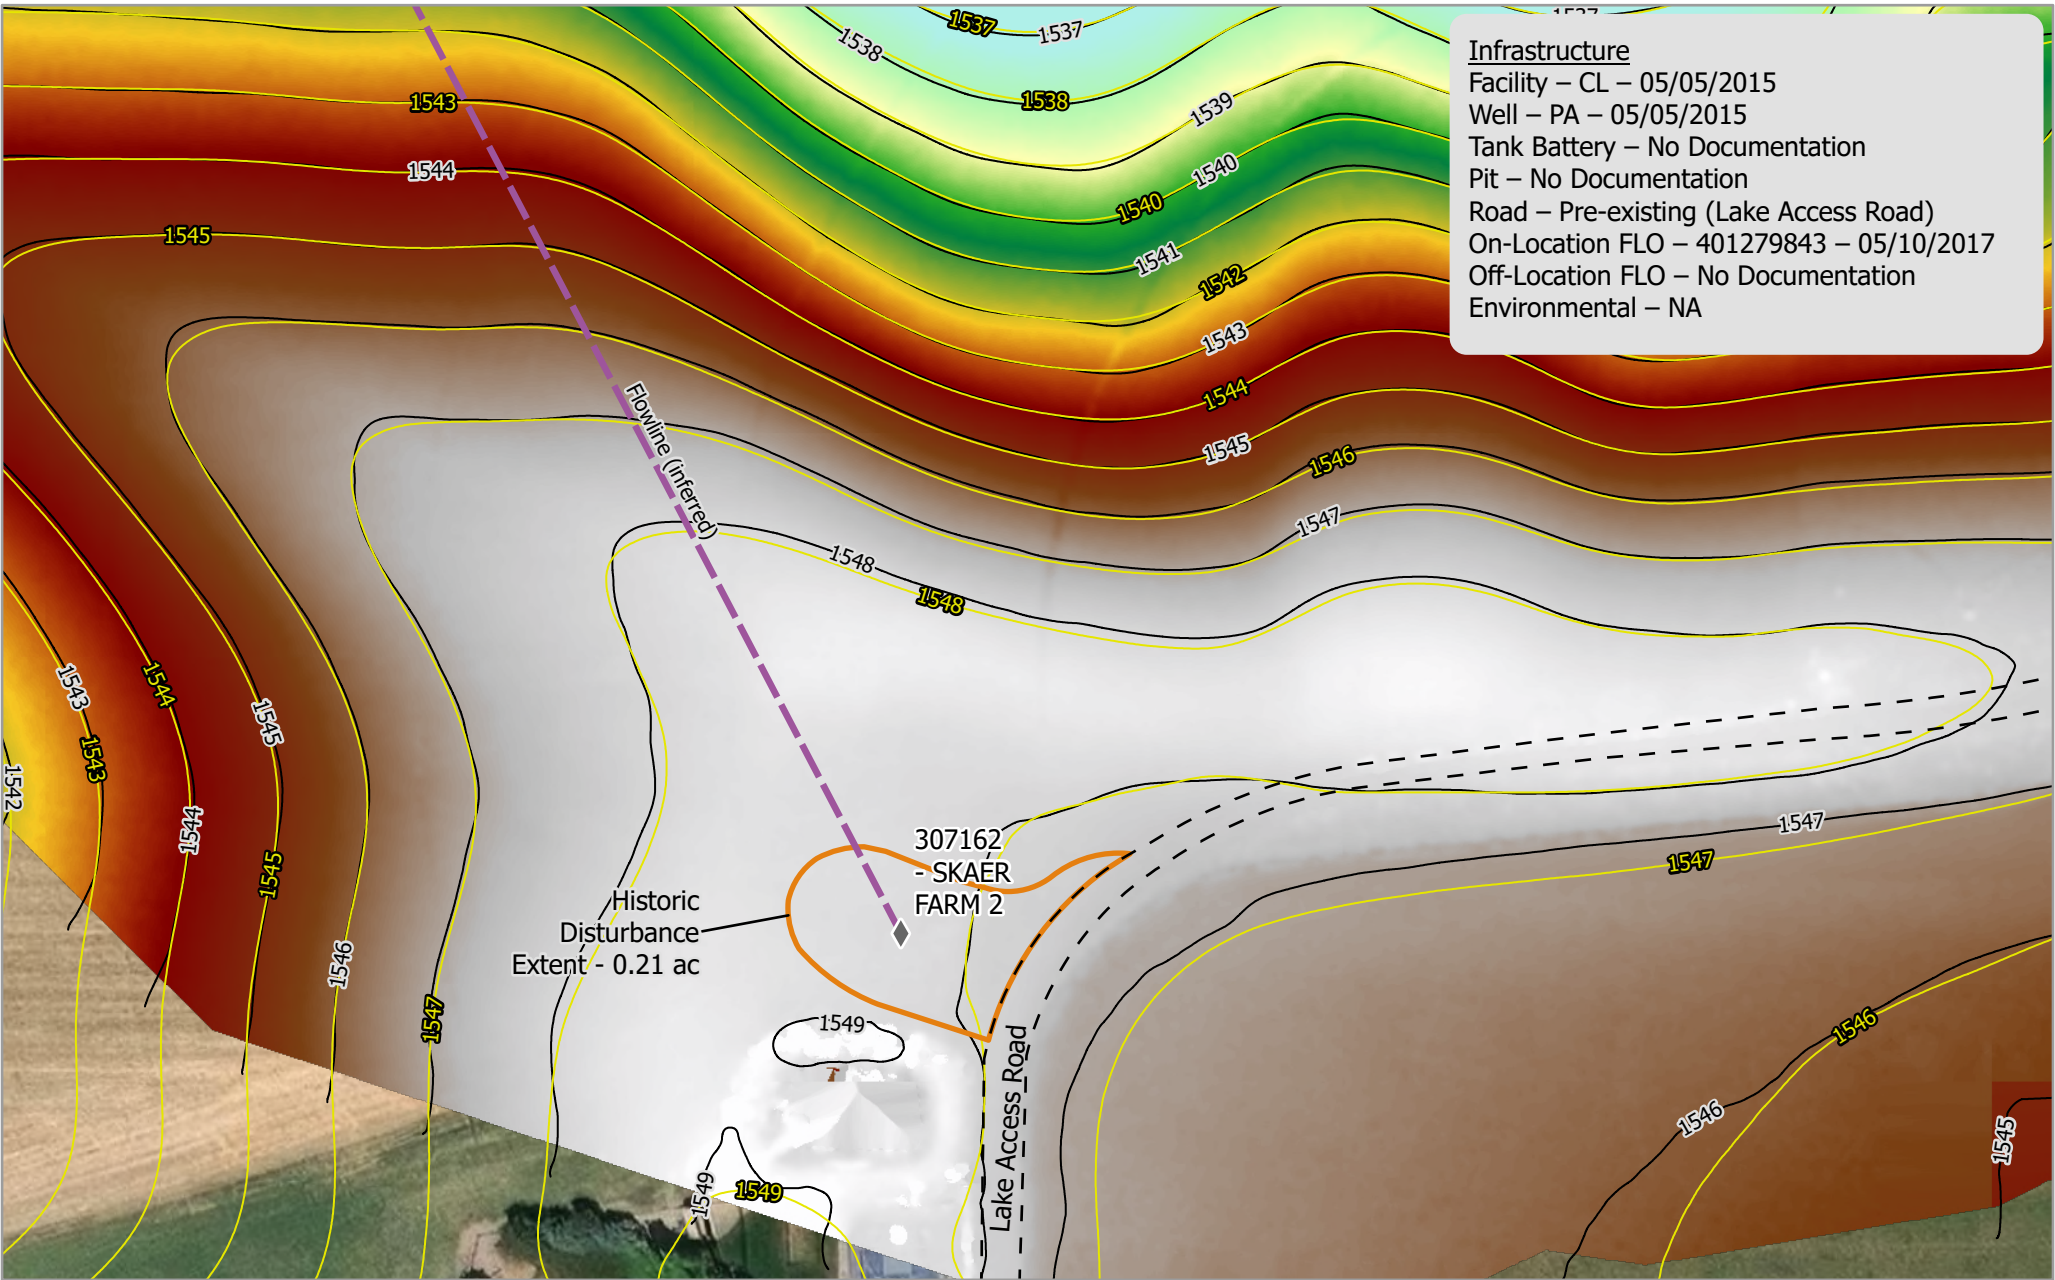 1537
1537
1537
1538
1538
1539
1543
1540
1544
1540
1545
1541
1542
1543
1544
1545
1546
1547
1548
1548
Infrastructure
Facility – CL – 05/05/2015
Well – PA – 05/05/2015
Tank Battery – No Documentation
Pit – No Documentation
Road – Pre-existing (Lake Access Road)
On-Location FLO – 401279843 – 05/10/2017
Off-Location FLO – No Documentation
Environmental – NA
Flowline (inferred)
1543
1544
1545
1543
1542
1544
1545
1546
1547
307162
- SKAER
FARM 2
Historic
Disturbance
Extent - 0.21 ac
1547
1547
1549
1546
1546
1545
Lake Access Road
1549
1549